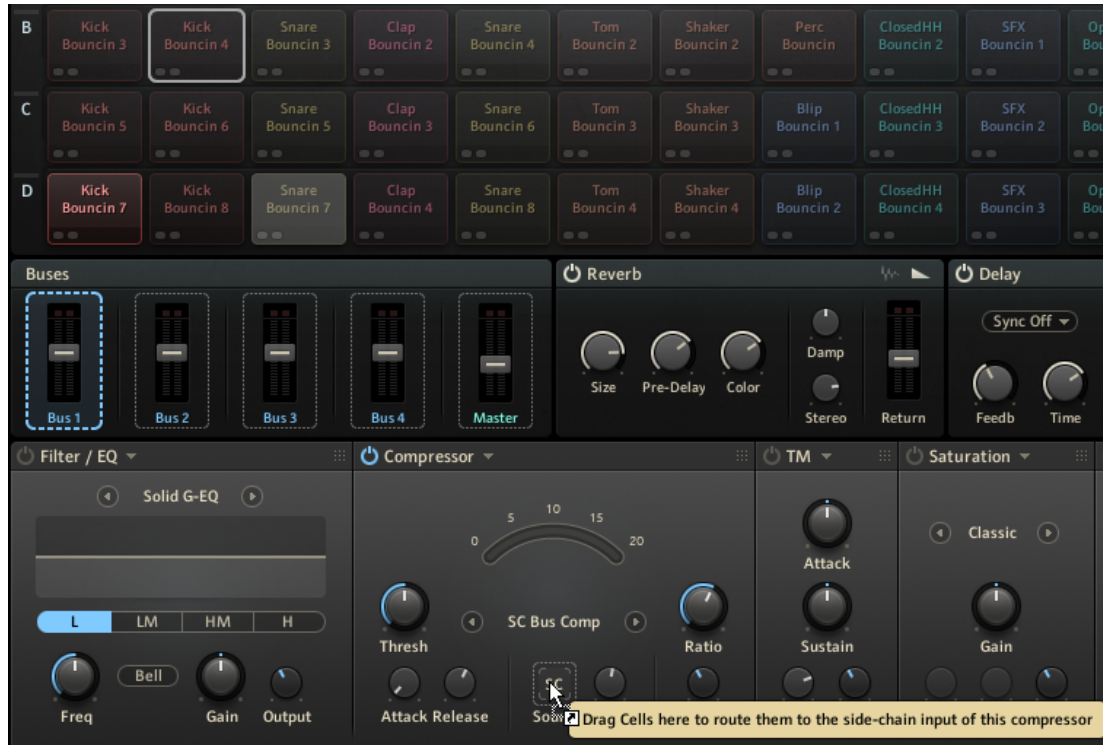 B
Kick Kick Snare Clap Snare Tom Shaker Perc ClosedHH SFX
Bouncin 3 Bouncin 4 Bouncin 3 Bouncin 2 Bouncin 4 Bouncin 2 Bouncin 2 Bouncin Bouncin 2 Bouncin 1
C
Kick Kick Snare Clap Snare Tom Shaker Blip ClosedHH SFX
Bouncin 5 Bouncin 6 Bouncin 5 Bouncin 3 Bouncin 6 Bouncin 3 Bouncin 3 Bouncin 1 Bouncin 3 Bouncin 2
D
Kick Kick Snare Clap Snare Tom Shaker Blip ClosedHH SFX
Bouncin 7 Bouncin 8 Bouncin 7 Bouncin 4 Bouncin 8 Bouncin 4 Bouncin 4 Bouncin 2 Bouncin 4 Bouncin 3
Buses
Bus 1 Bus 2 Bus 3 Bus 4 Master
Reverb
Size Pre-Delay Color
Damp
Stereo
Return
Delay
Sync Off
Feedb Time
Filter / EQ
Solid G-EQ
L LM HM H
Bell
Freq Gain Output
Compressor
0 5 10 15 20
SC Bus Comp
Thresh Ratio
SC
Attack Release
TM
Attack
Sustain
Saturation
Classic
Gain
Drag Cells here to route them to the side-chain input of this compressor